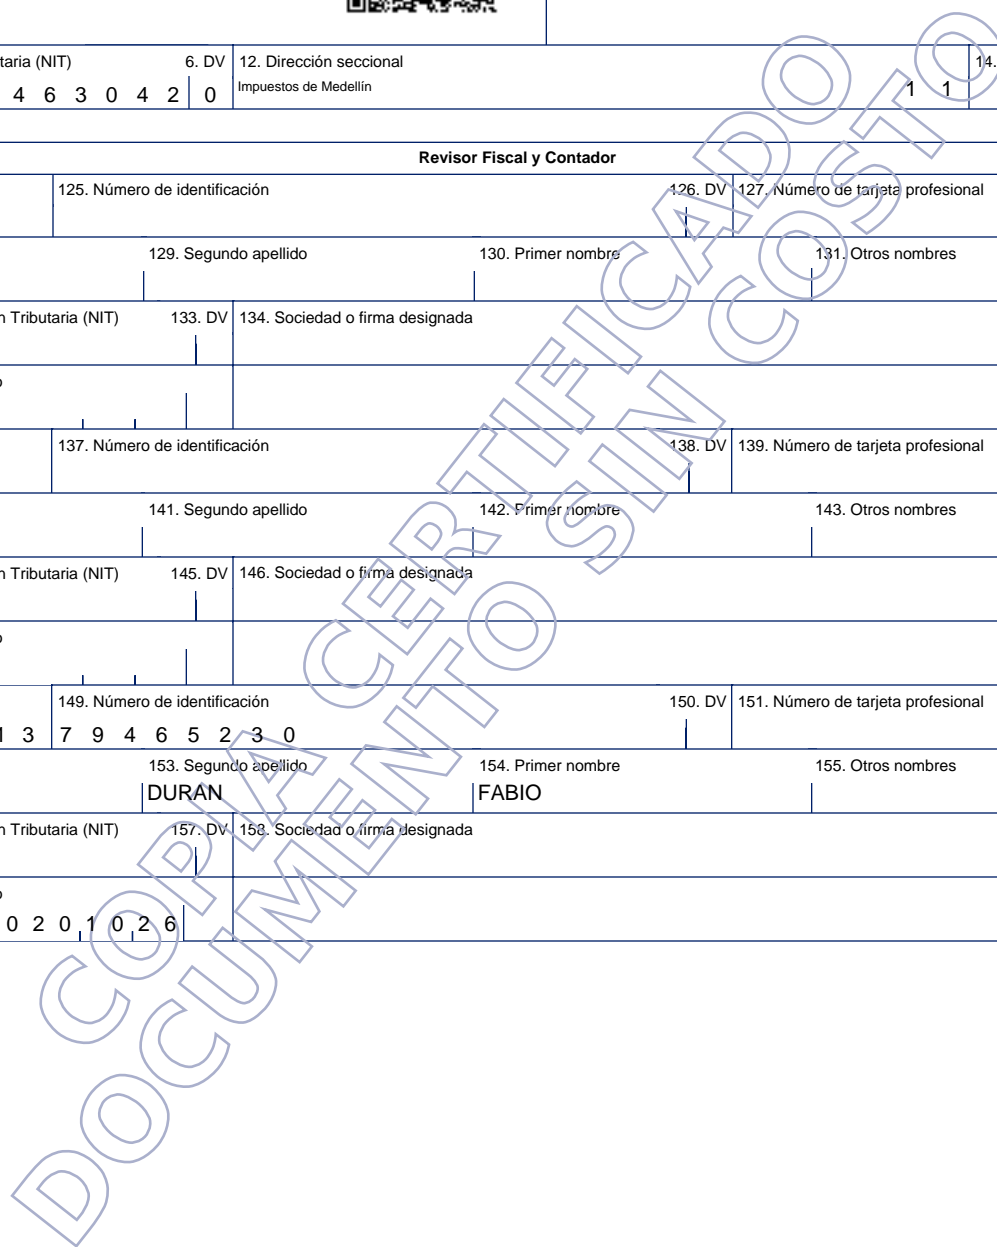 taria (NIT) 6. DV 12. Dirección seccional 14.
4 6 3 0 4 2 0 Impuestos de Medellín 1 1
Revisor Fiscal y Contador
125. Número de identificación 126. DV 127. Número de tarjeta profesional
129. Segundo apellido 130. Primer nombre 131. Otros nombres
n Tributaria (NIT) 133. DV 134. Sociedad o firma designada
o
137. Número de identificación 138. DV 139. Número de tarjeta profesional
141. Segundo apellido 142. Primer nombre 143. Otros nombres
n Tributaria (NIT) 145. DV 146. Sociedad o firma designada
o
149. Número de identificación 150. DV 151. Número de tarjeta profesional
1 3 7 9 4 6 5 2 3 0
153. Segundo apellido 154. Primer nombre 155. Otros nombres
DURAN FABIO
n Tributaria (NIT) 157. DV 158. Sociedad o firma designada
o
0 2 0 1 0 2 6
COPIA CERTIFICADO
DOCUMENTO SIN COSTO